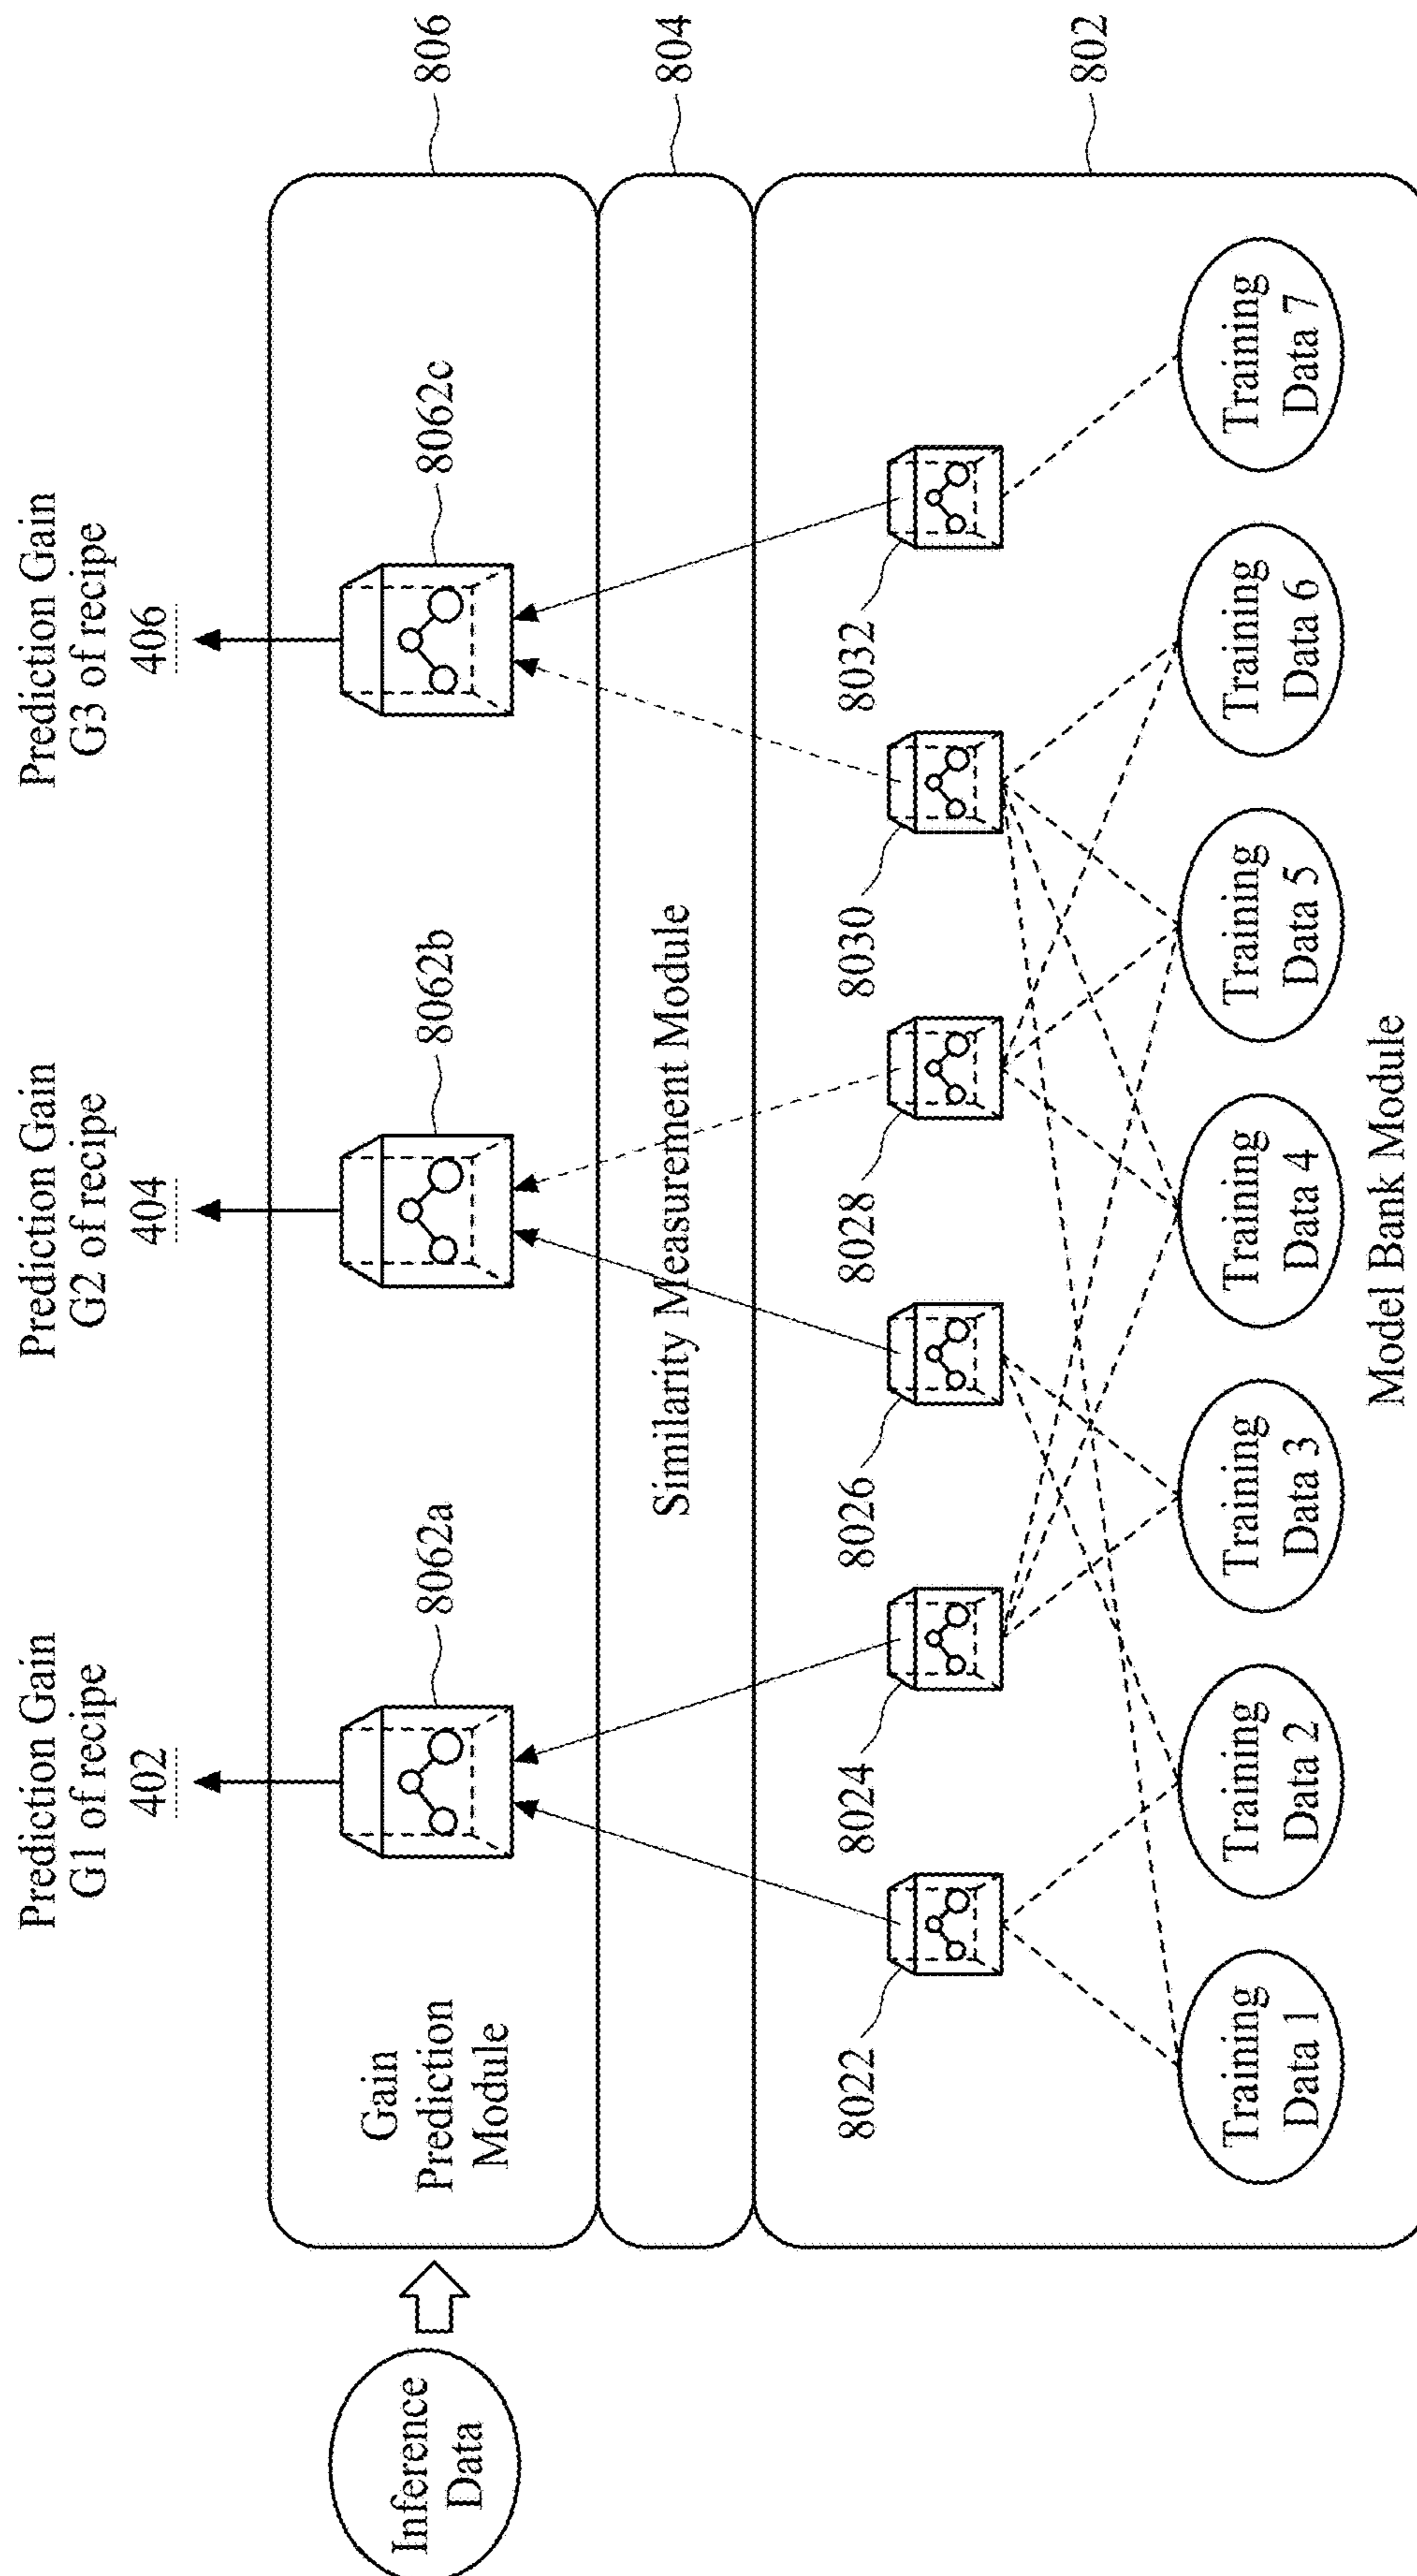 Prediction Gain
G1 of recipe
402
Prediction Gain
G2 of recipe
404
Prediction Gain
G3 of recipe
406
Inference
Data
Gain
Prediction
Module
8062a
8062b
8062c
806
Similarity Measurement Module
804
8022
8024
8026
8028
8030
8032
802
Training
Data 1
Training
Data 2
Training
Data 3
Training
Data 4
Training
Data 5
Training
Data 6
Training
Data 7
Model Bank Module